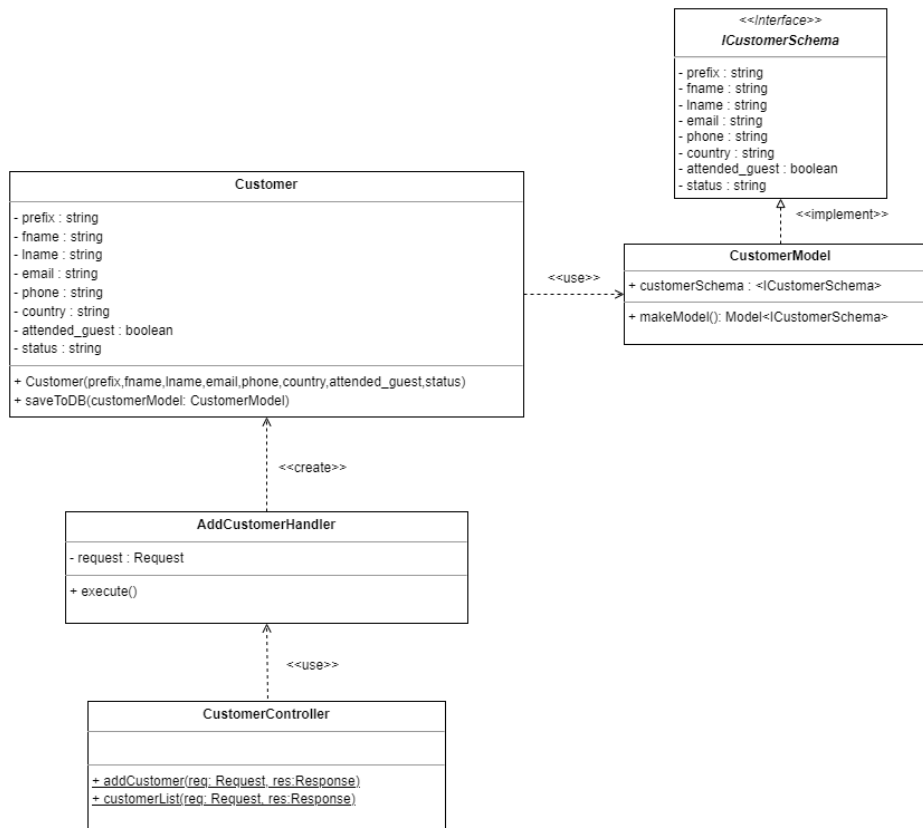 <<Interface>>
ICustomerSchema
- prefix : string
- fname : string
- lname : string
- email : string
- phone : string
- country : string
- attended_guest : boolean
- status : string
<<implement>>
Customer
- prefix : string
- fname : string
- lname : string
- email : string
- phone : string
- country : string
- attended_guest : boolean
- status : string
+ Customer(prefix,fname,lname,email,phone,country,attended_guest,status)
+ saveToDB(customerModel: CustomerModel)
<<use>>
CustomerModel
+ customerSchema : <ICustomerSchema>
+ makeModel(): Model<ICustomerSchema>
<<create>>
AddCustomerHandler
- request : Request
+ execute()
<<use>>
CustomerController
+ addCustomer(req: Request, res:Response)
+ customerList(req: Request, res:Response)